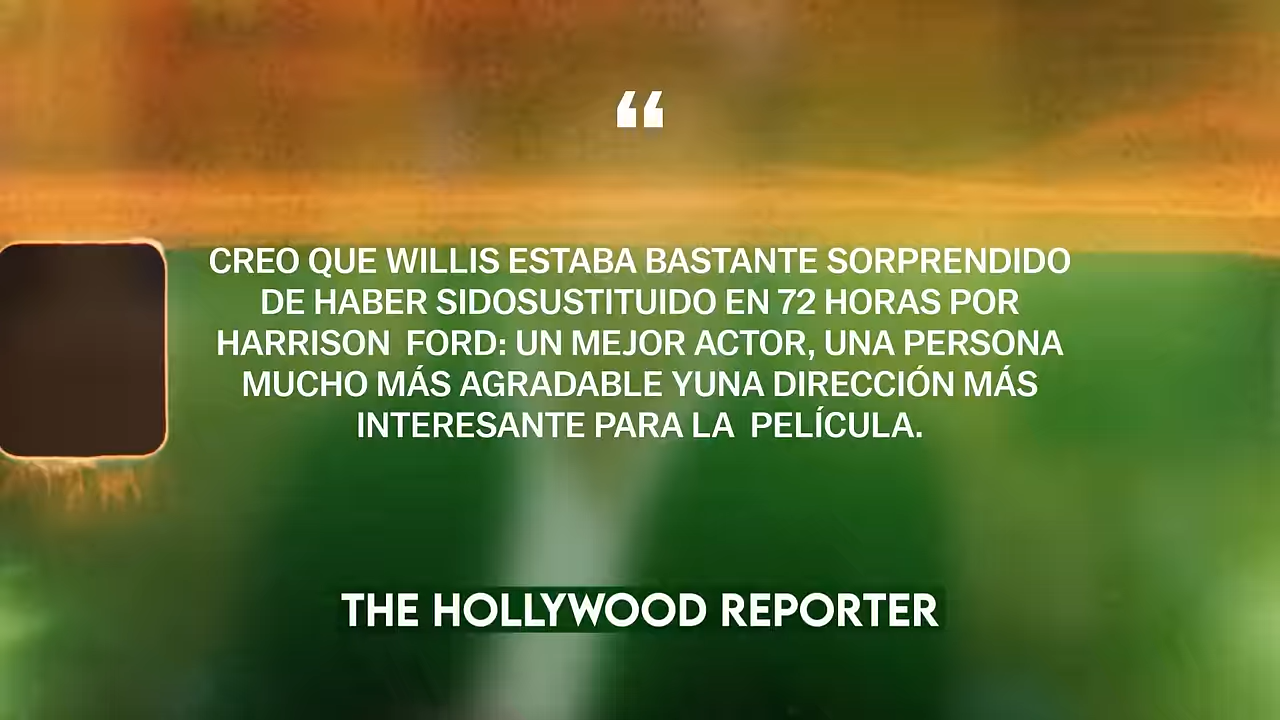 “
CREO QUE WILLIS ESTABA BASTANTE SORPRENDIDO
DE HABER SIDOSUSTITUIDO EN 72 HORAS POR
HARRISON  FORD: UN MEJOR ACTOR, UNA PERSONA
MUCHO MÁS AGRADABLE YUNA DIRECCIÓN MÁS
INTERESANTE PARA LA  PELÍCULA.
THE HOLLYWOOD REPORTER